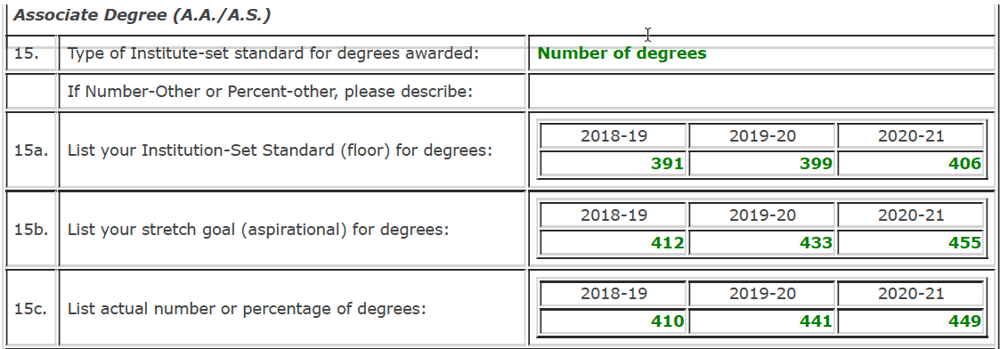 Associate Degree (A.A./A.S.)
15. Type of Institute-set standard for degrees awarded: Number of degrees
If Number-Other or Percent-other, please describe:
15a. List your Institution-Set Standard (floor) for degrees:
2018-19 2019-20 2020-21
391 399 406
15b. List your stretch goal (aspirational) for degrees:
2018-19 2019-20 2020-21
412 433 455
15c. List actual number or percentage of degrees:
2018-19 2019-20 2020-21
410 441 449